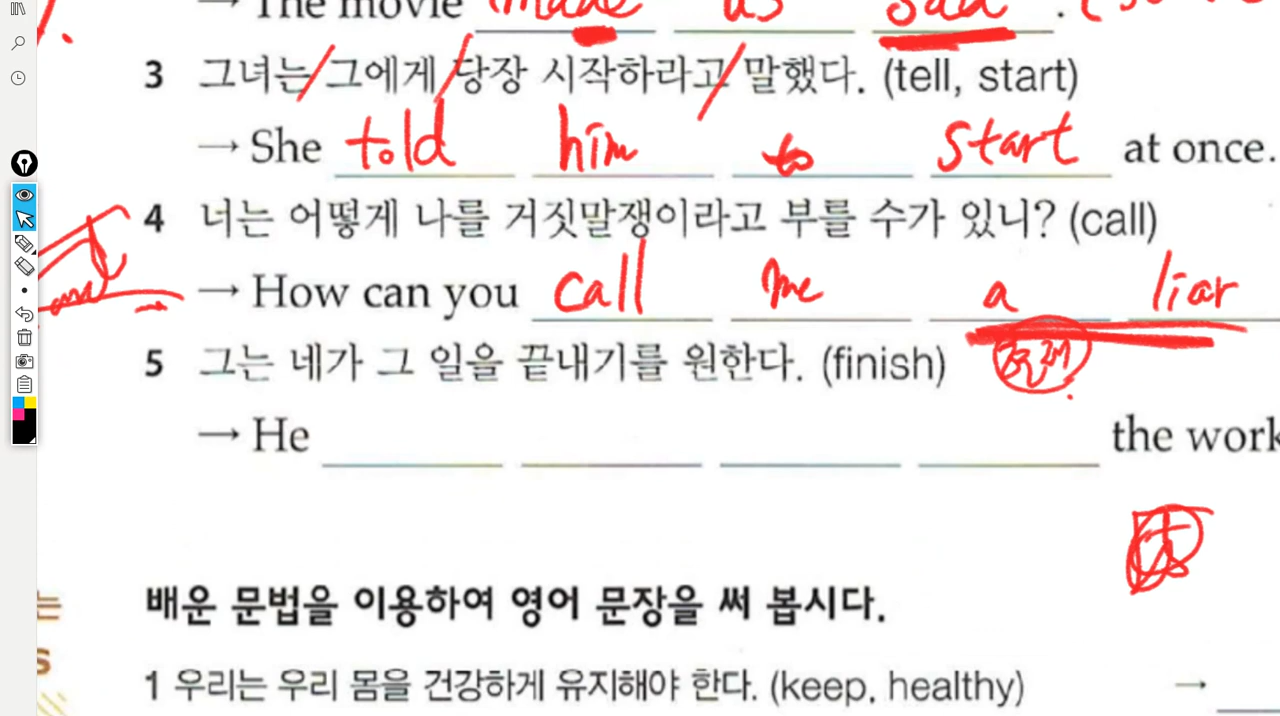 → The movie made us sad.
3 그녀는 그에게 당장 시작하라고 말했다. (tell, start)
→ She told him to start at once.
4 너는 어떻게 나를 거짓말쟁이라고 부를 수가 있니? (call)
→ How can you call me a liar
5 그는 네가 그 일을 끝내기를 원한다. (finish)
→ He the work
배운 문법을 이용하여 영어 문장을 써 봅시다.
1 우리는 우리 몸을 건강하게 유지해야 한다. (keep, healthy) →